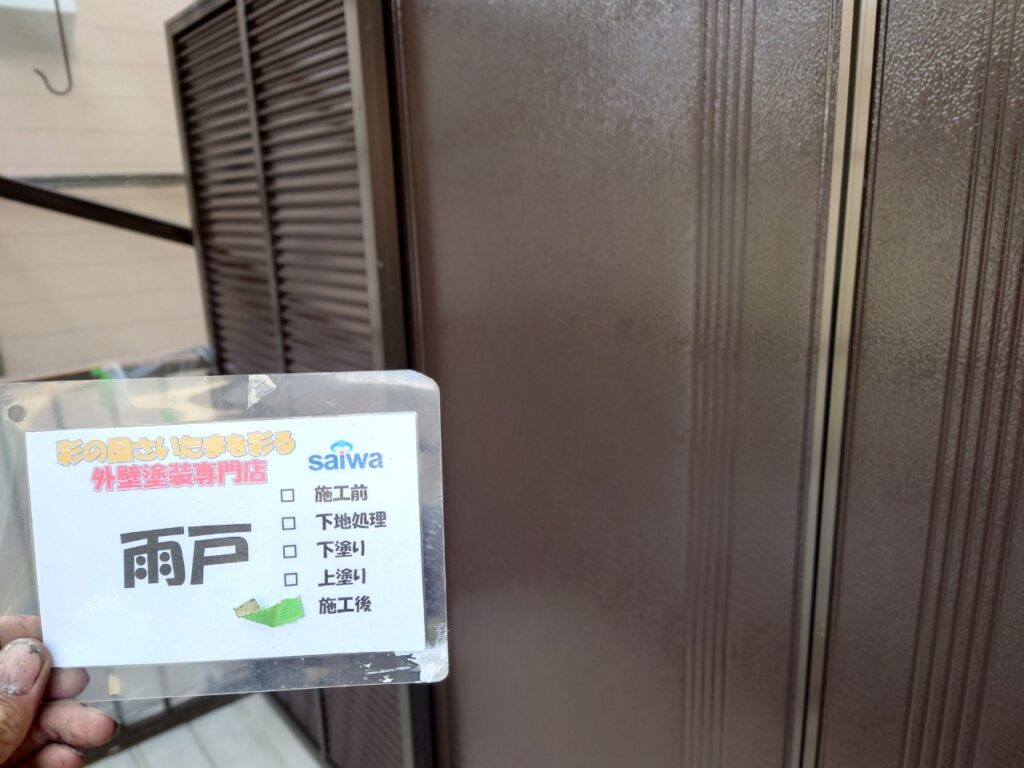 彩の国さいたまを彩る
外壁塗装専門店
saiwa
雨戸
□ 施工前
□ 下地処理
□ 下塗り
□ 上塗り
施工後